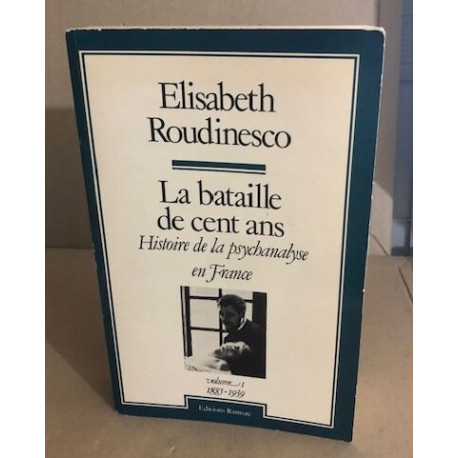 Elisabeth
Roudinesco
La bataille
de cent ans
Histoire de la psychanalyse
en France
volume 1
1885-1939
Editions Ramsay